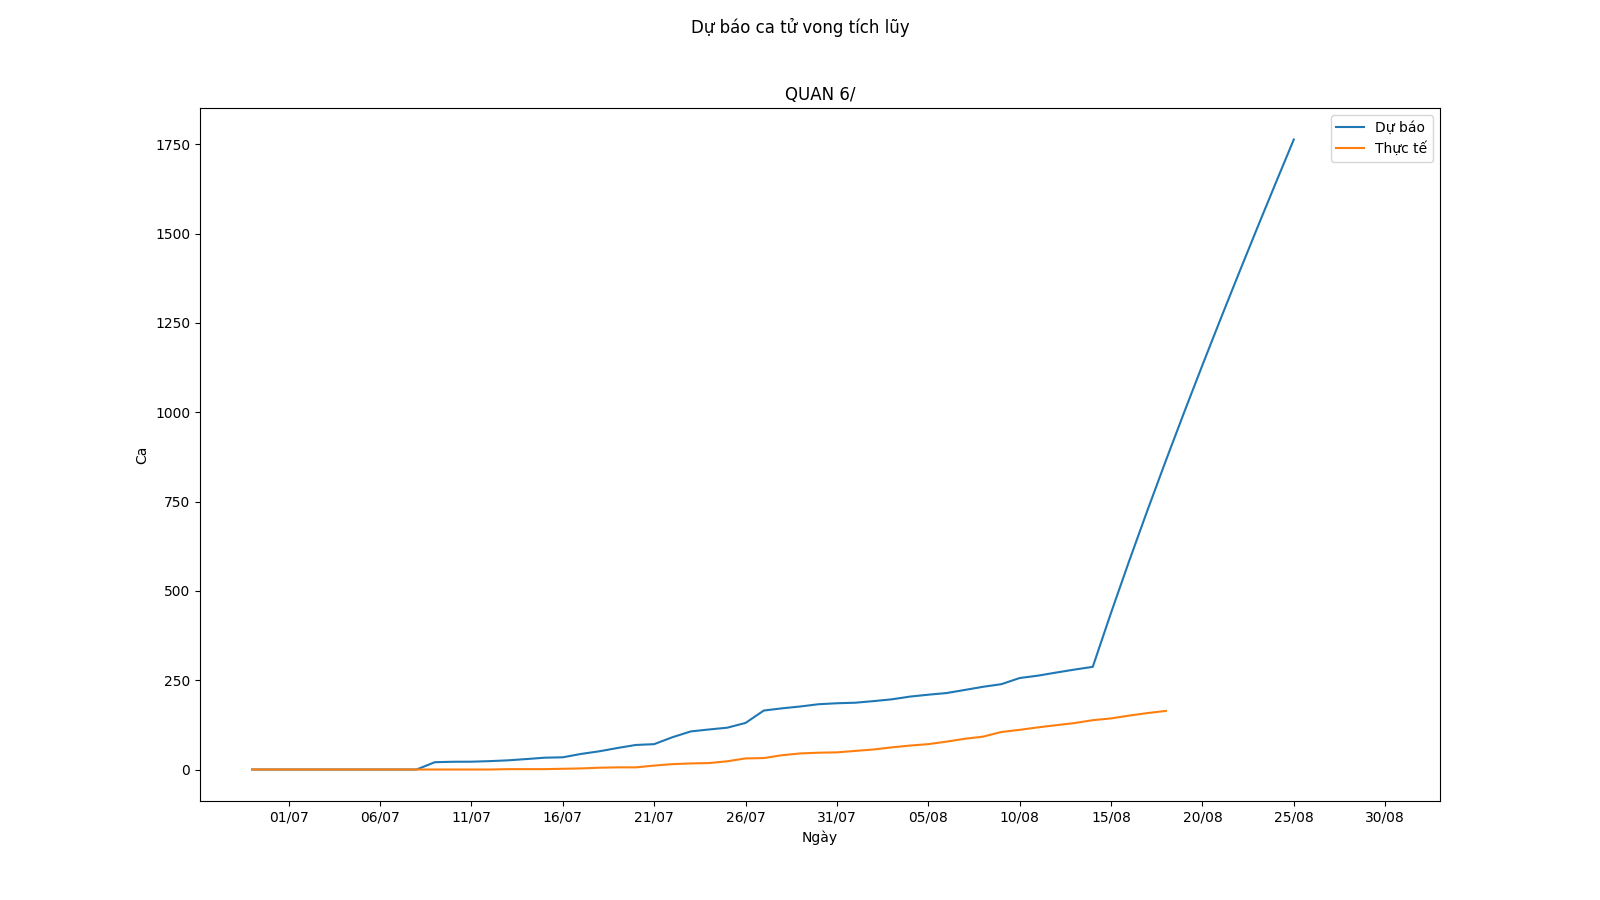 Dự báo ca tử vong tích lũy
QUAN 6/
Dự báo
Thực tế
1750
1500
1250
1000
750
500
250
0
Ca
01/07 06/07 11/07 16/07 21/07 26/07 31/07 05/08 10/08 15/08 20/08 25/08 30/08
Ngày